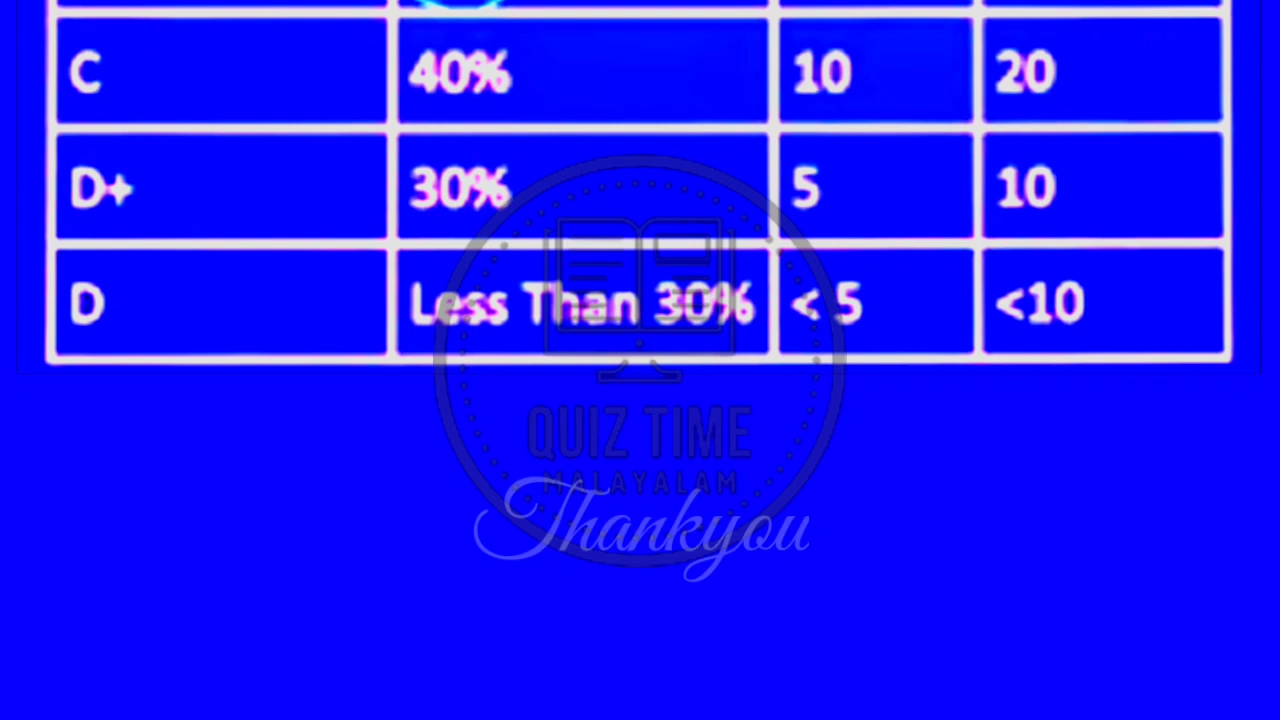 C 40% 10 20
D+ 30% 5 10
D Less Than 30% < 5 <10
QUIZ TIME
MALAYALAM
Thankyou